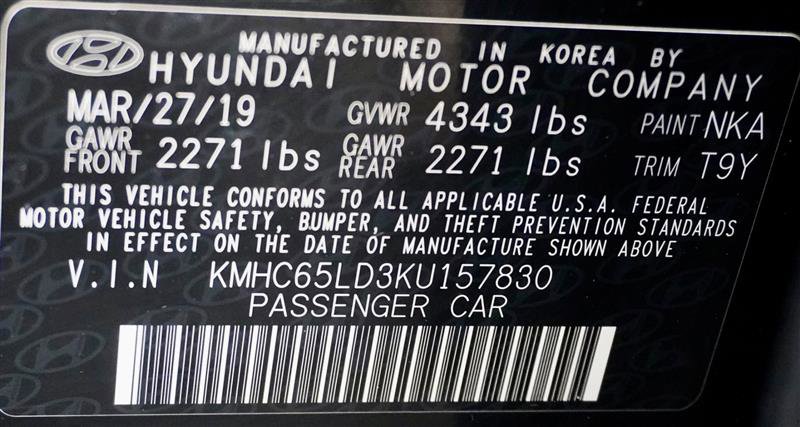 MANUFACTURED IN KOREA BY
HYUNDAI MOTOR COMPANY
MAR/27/19 GVWR 4343 lbs PAINT NKA
GAWR FRONT 2271 lbs GAWR REAR 2271 lbs TRIM T9Y
THIS VEHICLE CONFORMS TO ALL APPLICABLE U.S.A. FEDERAL
MOTOR VEHICLE SAFETY, BUMPER, AND THEFT PREVENTION STANDARDS
IN EFFECT ON THE DATE OF MANUFACTURE SHOWN ABOVE
V.I.N KMHC65LD3KU157830
PASSENGER CAR